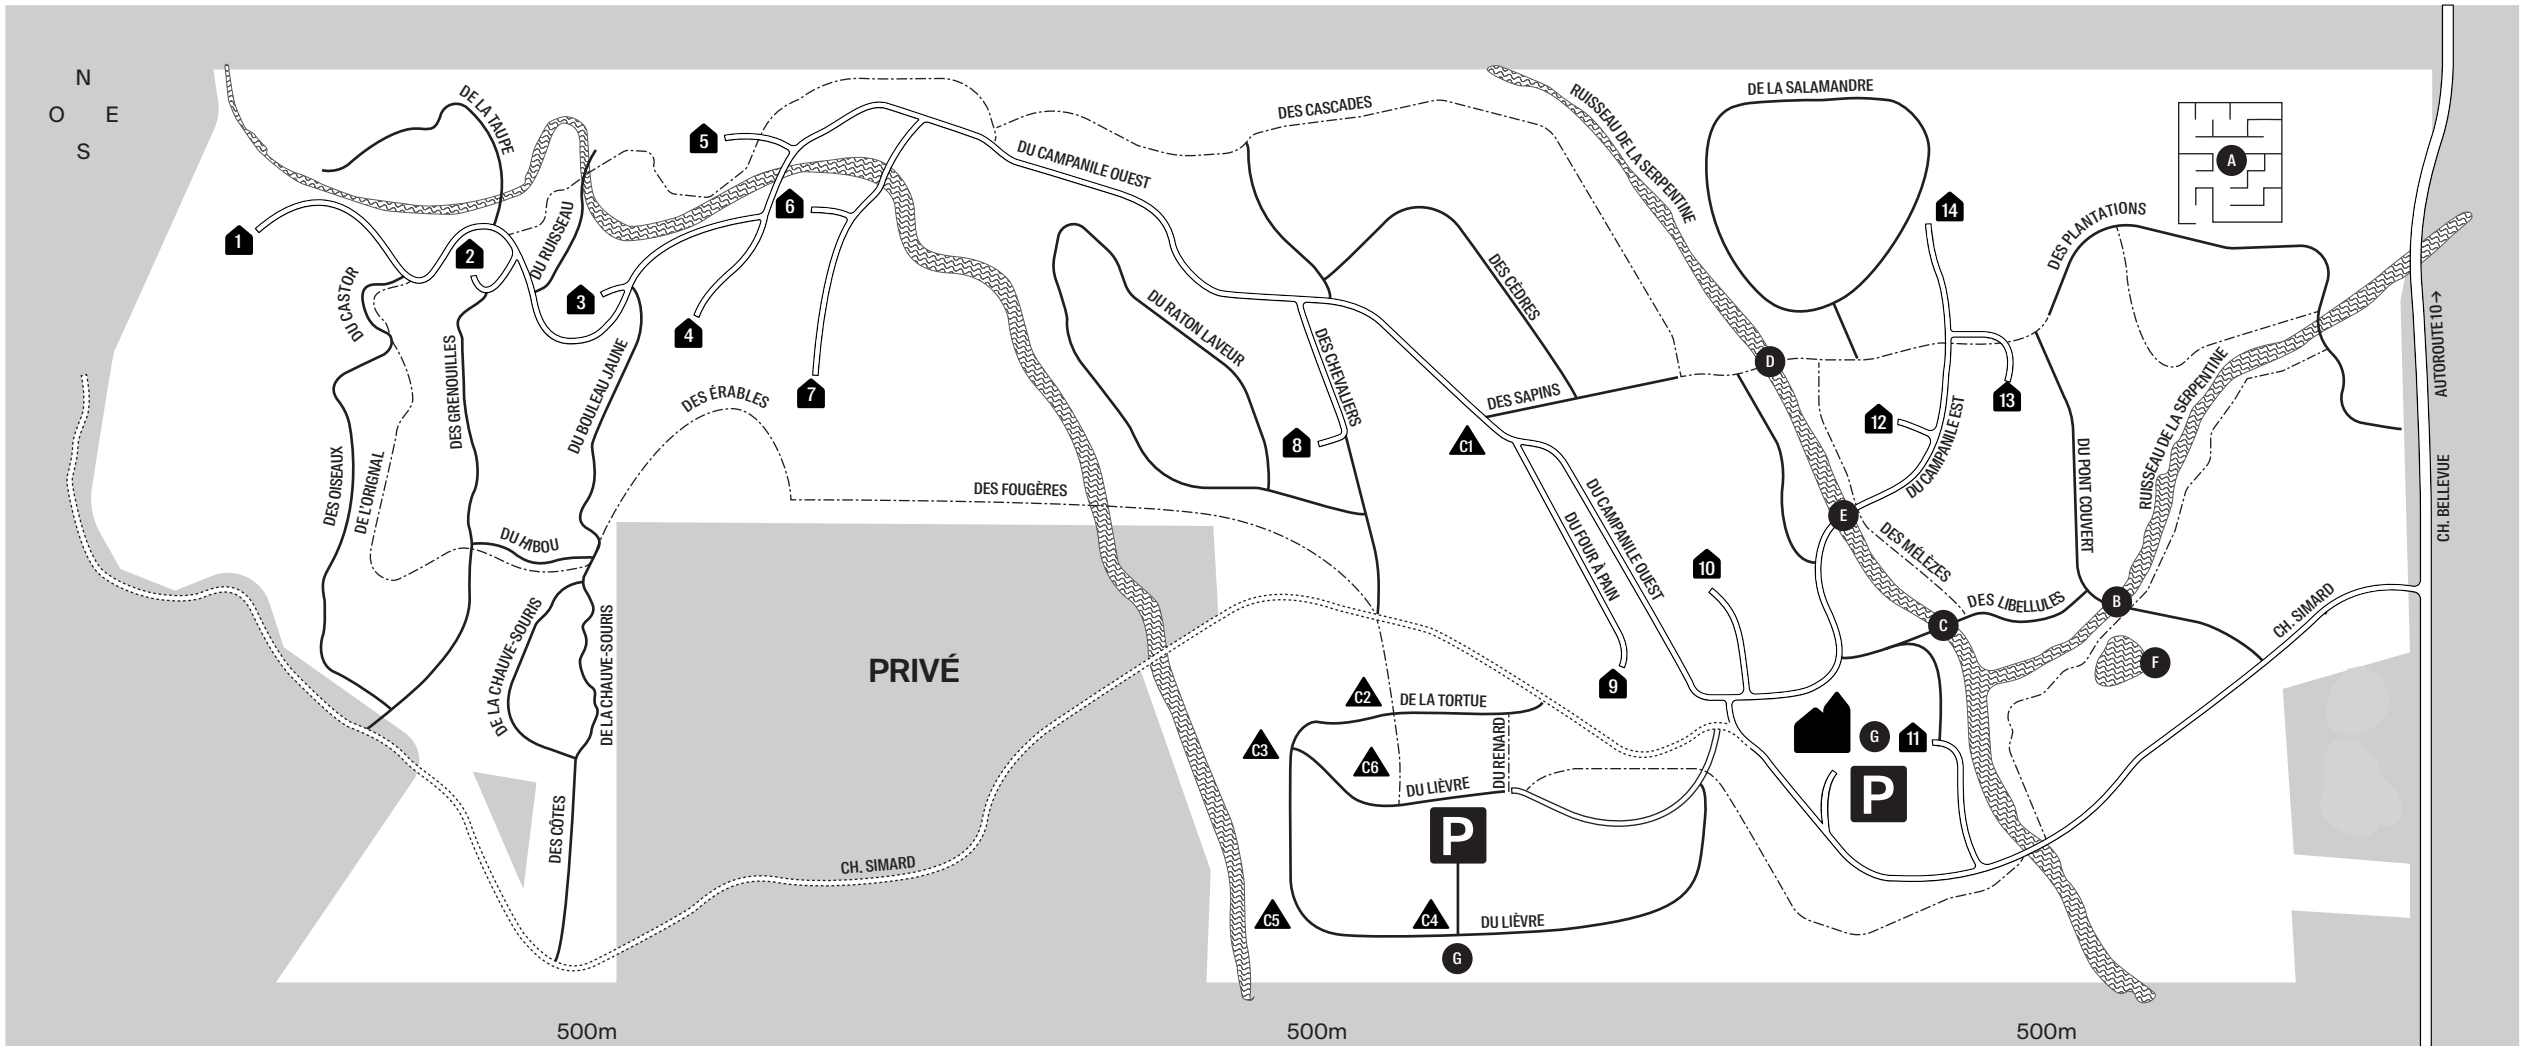 N
O E
S
DE LA TAUPE
5
DES CASCADES
RUISSEAU DE LA SERPENTINE
DE LA SALAMANDRE
A
DU CAMPANILE OUEST
6
14
DES PLANTATIONS
1
2
DU RUISSEAU
DU CASTOR
3
4
DU RATON LAVEUR
DES CÈDRES
AUTOROUTE 10→
DES GRENOUILLES
DU BOULEAU JAUNE
DES ÉRABLES
7
DES CHEVALIERS
DES SAPINS
D
12
13
DU CAMPANILE EST
RUISSEAU DE LA SERPENTINE
8
C1
DES OISEAUX
DE L'ORIGNAL
DES FOUGÈRES
DU CAMPANILE OUEST
DU FOUR À PAIN
DU PONT COUVERT
CH. BELLEVUE
E
DES MÉLÈZES
DU HIBOU
10
DES LIBELLULES
B
C
CH. SIMARD
DE LA CHAUVE-SOURIS
DE LA CHAUVE-SOURIS
PRIVÉ
F
9
C2
DE LA TORTUE
C3
C6
DU RENARD
G
11
DU LIÈVRE
P
P
DES CÔTES
CH. SIMARD
C5
C4
DU LIÈVRE
G
500m
500m
500m